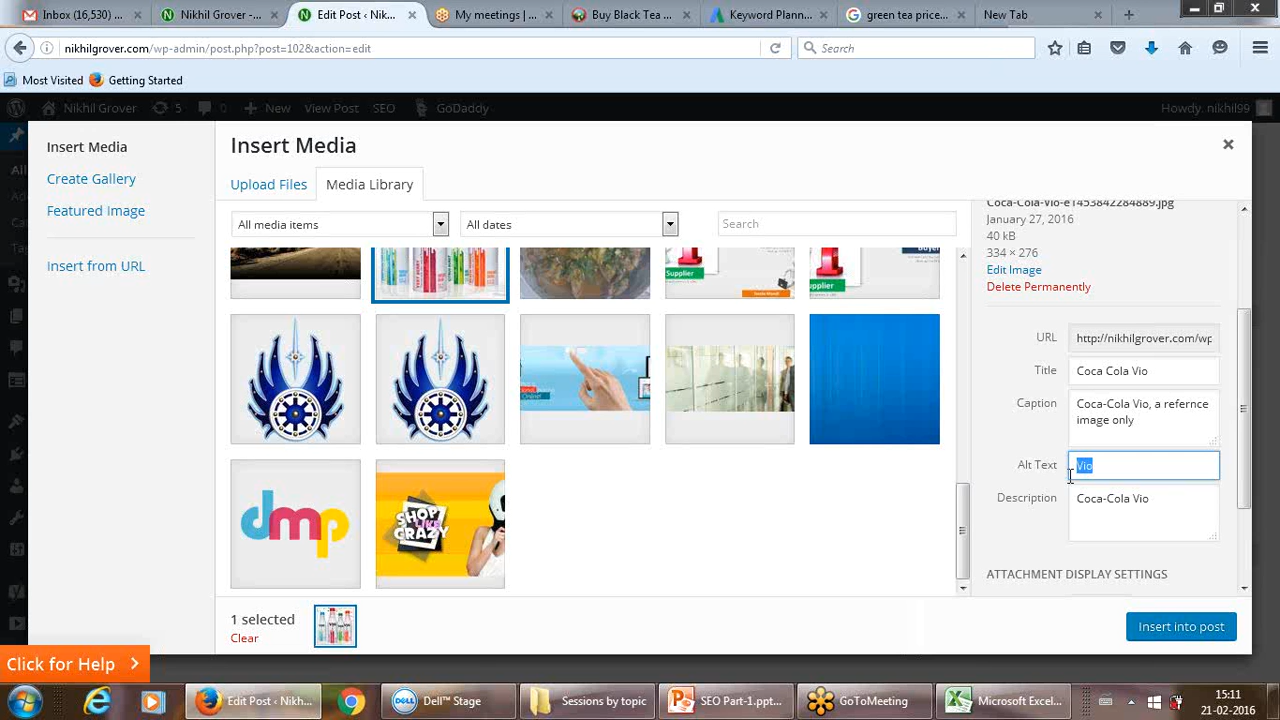 Inbox (16,530)
Nikhil Grover -...
Edit Post ‹ Nik...
My meetings | ...
Buy Black Tea ...
Keyword Plann...
green tea price...
New Tab
nikhilgrover.com/wp-admin/post.php?post=102&action=edit
Search
Most Visited
Getting Started
Nikhil Grover
5
New
View Post
SEO
GoDaddy
Howdy, nikhil99
Insert Media
Create Gallery
Featured Image
Insert from URL
Insert Media
Upload Files
Media Library
All media items
All dates
Search
Supplier
Supplier
SHOP
LIKE
CRAZY
dmp
Coca-Cola-Vio-e1453842284889.jpg
January 27, 2016
40 kB
334 × 276
Edit Image
Delete Permanently
URL
http://nikhilgrover.com/wp
Title
Coca Cola Vio
Caption
Coca-Cola Vio, a refernce
image only
Alt Text
Vio
Description
Coca-Cola Vio
ATTACHMENT DISPLAY SETTINGS
1 selected
Clear
Insert into post
Click for Help
Edit Post ‹ Nikh...
Dell™ Stage
Sessions by topic
SEO Part-1.ppt...
GoToMeeting
Microsoft Excel...
15:11
21-02-2016